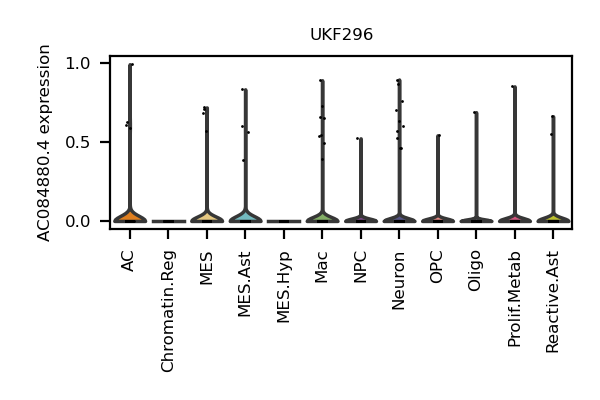 UKF296
AC084880.4 expression
1.0
0.5
0.0
AC
Chromatin.Reg
MES
MES.Ast
MES.Hyp
Mac
NPC
Neuron
OPC
Oligo
Prolif.Metab
Reactive.Ast